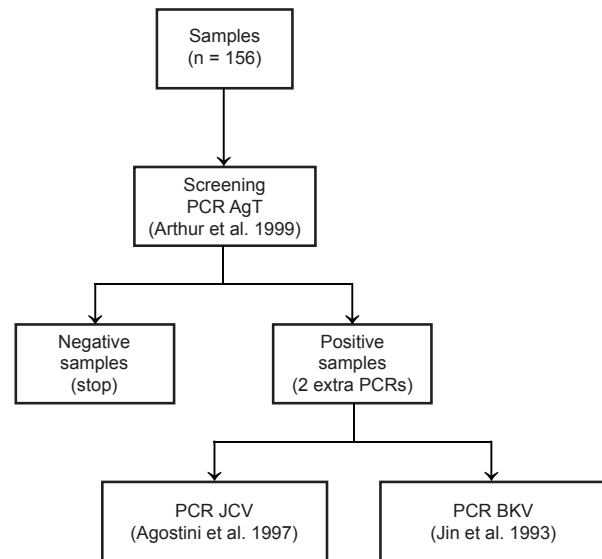 Samples
(n = 156)
Screening
PCR AgT
(Arthur et al. 1999)
Negative
samples
(stop)
Positive
samples
(2 extra PCRs)
PCR JCV
(Agostini et al. 1997)
PCR BKV
(Jin et al. 1993)